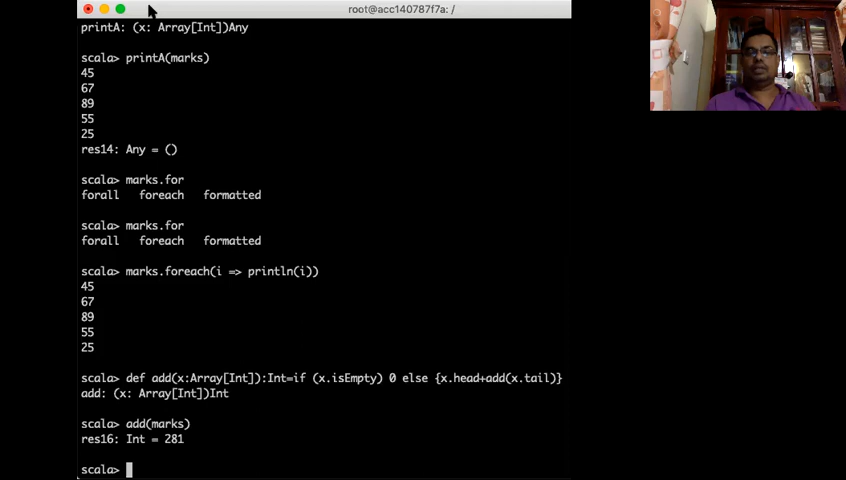 root@acc140787f7a: /
printA: (x: Array[Int])Any
scala> printA(marks)
45
67
89
55
25
res14: Any = ()
scala> marks.for
forall   foreach   formatted
scala> marks.for
forall   foreach   formatted
scala> marks.foreach(i => println(i))
45
67
89
55
25
scala> def add(x:Array[Int]):Int=if (x.isEmpty) 0 else {x.head+add(x.tail)}
add: (x: Array[Int])Int
scala> add(marks)
res16: Int = 281
scala>